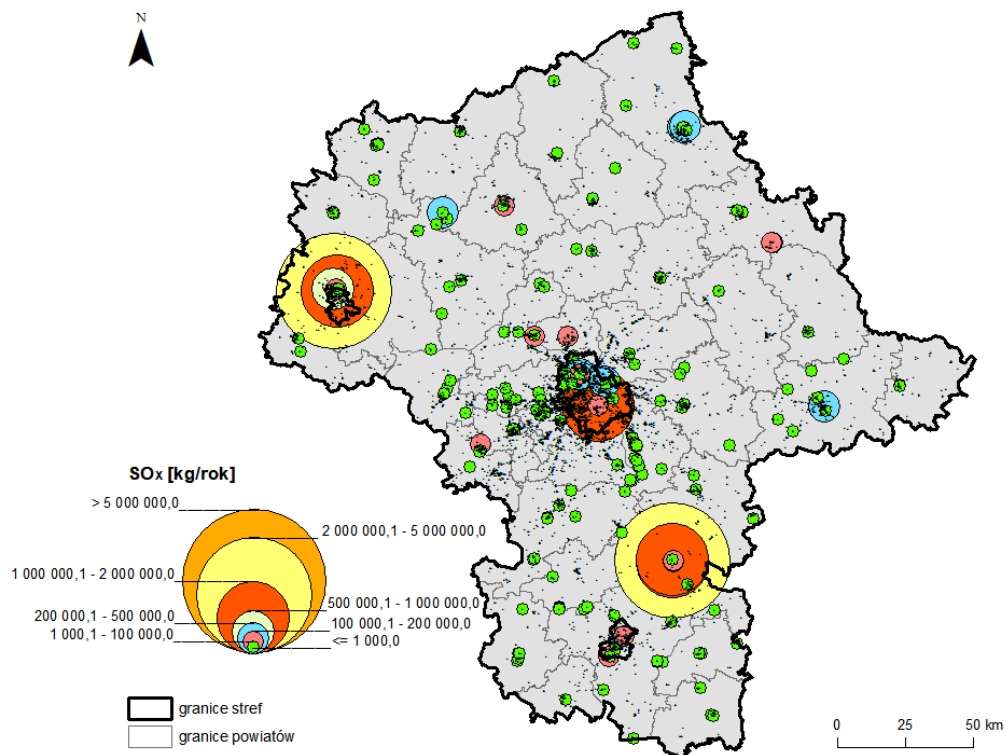 N
SOx [kg/rok]
> 5 000 000,0
2 000 000,1 - 5 000 000,0
1 000 000,1 - 2 000 000,0
500 000,1 - 1 000 000,0
200 000,1 - 500 000,0
100 000,1 - 200 000,0
1 000,1 - 100 000,0
<= 1 000,0
granice stref
granice powiatów
0 25 50 km